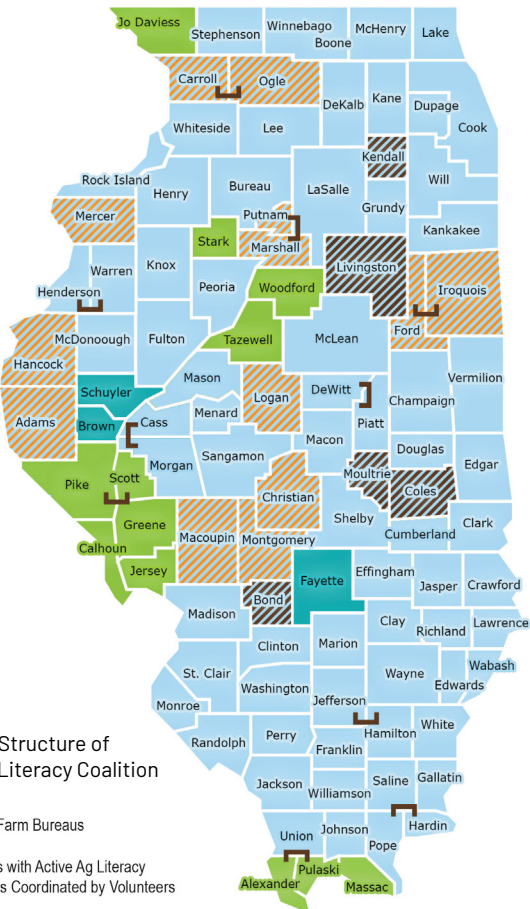 Jo Daviess
Stephenson
Winnebago
Boone
McHenry
Lake
Carroll
Ogle
DeKalb
Kane
Dupage
Cook
Whiteside
Lee
Kendall
Will
Rock Island
Henry
Bureau
LaSalle
Grundy
Mercer
Putnam
Kankakee
Stark
Marshall
Livingston
Knox
Warren
Henderson
Peoria
Woodford
Iroquois
Ford
McDonoough
Fulton
Tazewell
McLean
Hancock
Mason
Vermilion
Schuyler
Logan
DeWitt
Champaign
Adams
Brown
Cass
Menard
Piatt
Macon
Douglas
Morgan
Sangamon
Moultrie
Edgar
Pike
Scott
Christian
Coles
Greene
Macoupin
Montgomery
Shelby
Cumberland
Clark
Calhoun
Jersey
Fayette
Effingham
Jasper
Crawford
Bond
Madison
Clay
Richland
Lawrence
Clinton
Marion
St. Clair
Wayne
Wabash
Washington
Edwards
Jefferson
Monroe
Hamilton
White
Randolph
Perry
Franklin
Structure of
Literacy Coalition
Jackson
Williamson
Saline
Gallatin
Farm Bureaus
Hardin
Union
Johnson
Pope
s with Active Ag Literacy
s Coordinated by Volunteers
Alexander
Pulaski
Massac